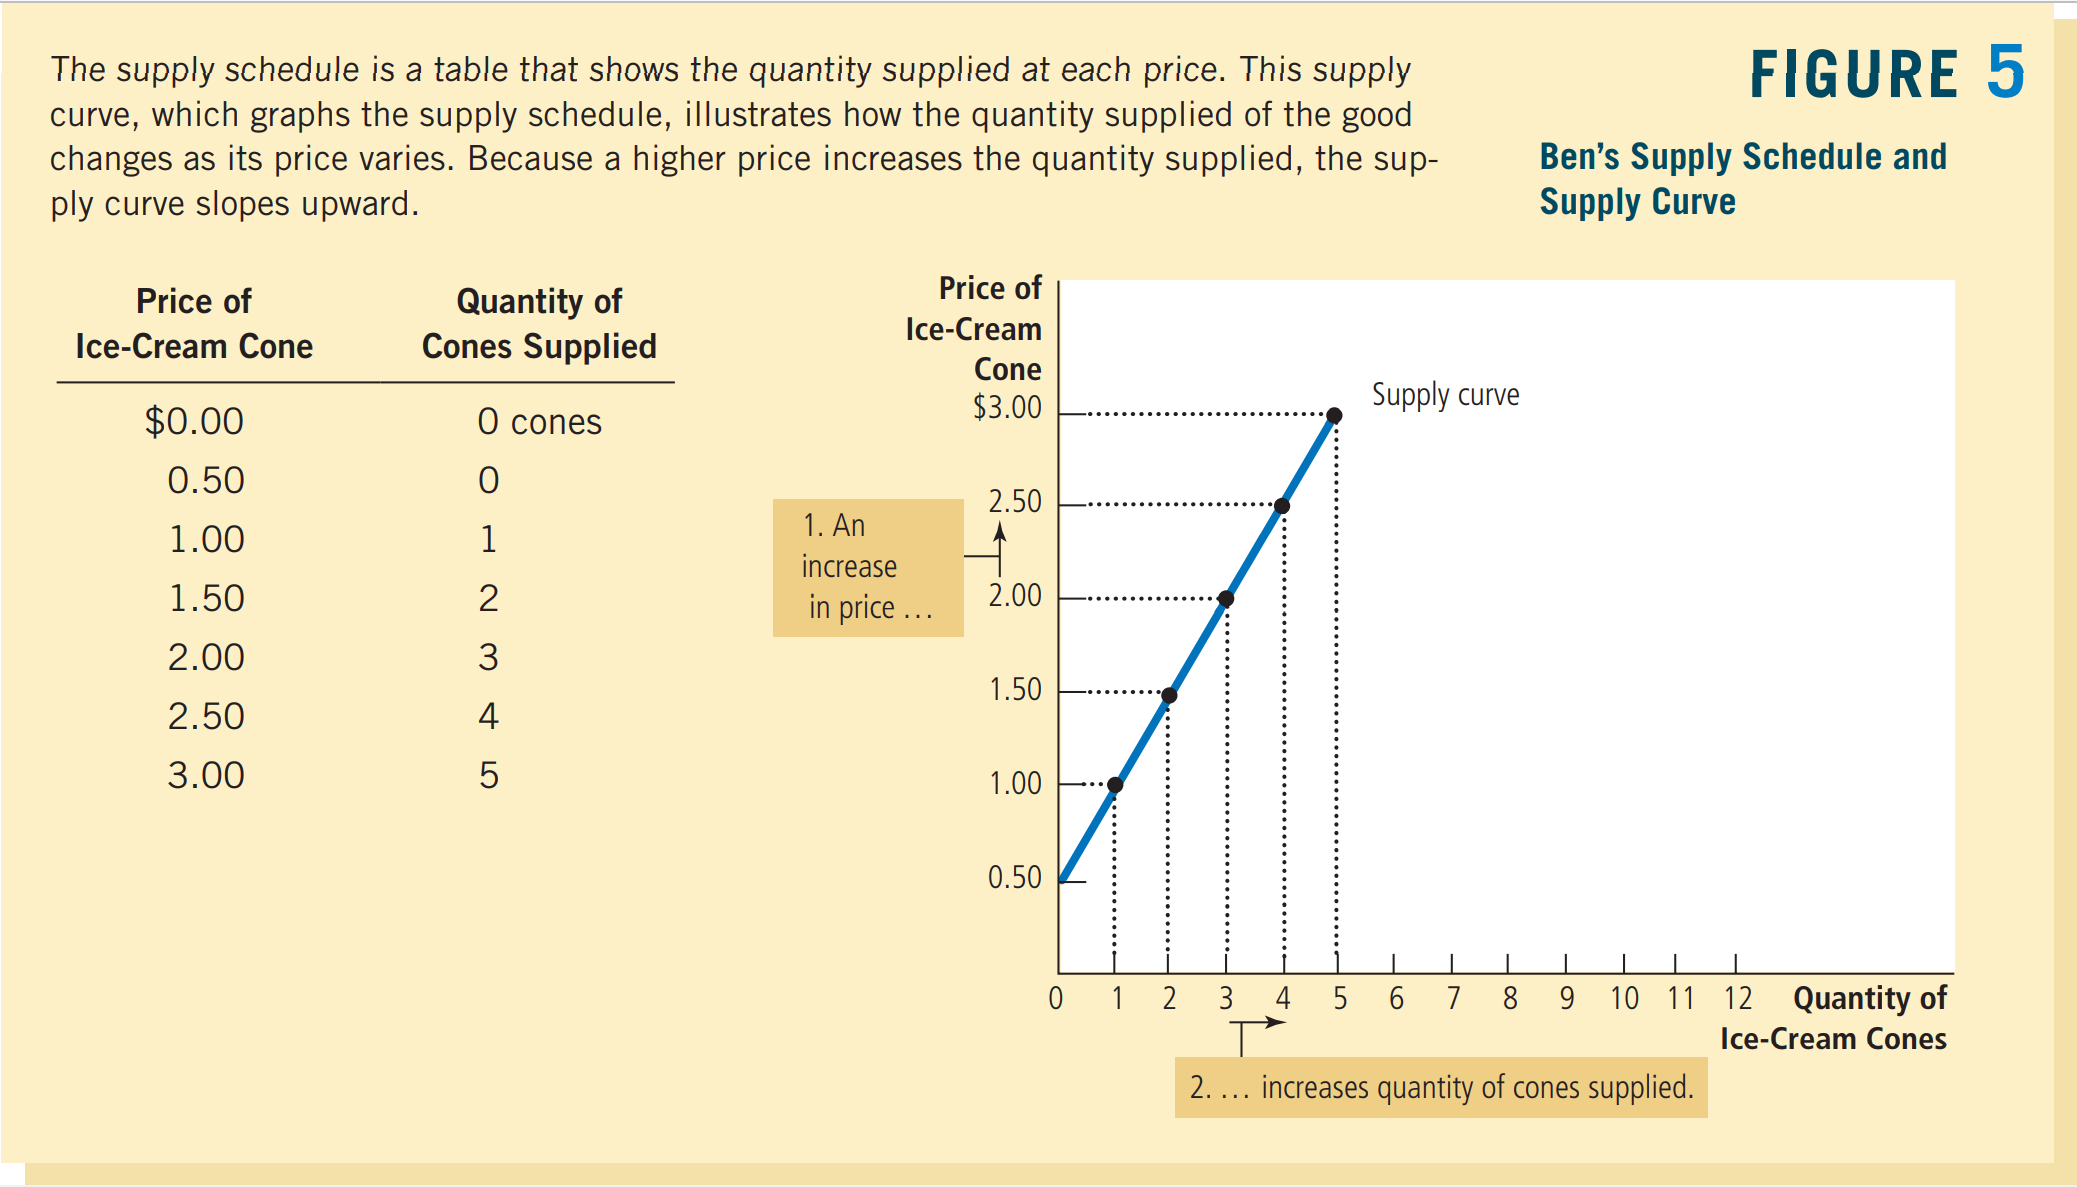 The supply schedule is a table that shows the quantity supplied at each price. This supply
curve, which graphs the supply schedule, illustrates how the quantity supplied of the good
changes as its price varies. Because a higher price increases the quantity supplied, the sup-
ply curve slopes upward.
FIGURE 5
Ben’s Supply Schedule and
Supply Curve
Price of Quantity of
Ice-Cream Cone Cones Supplied
$0.00 0 cones
0.50 0
1.00 1
1.50 2
2.00 3
2.50 4
3.00 5
Price of
Ice-Cream
Cone
$3.00
2.50
2.00
1.50
1.00
0.50
Supply curve
1. An
increase
in price …
0 1 2 3 4 5 6 7 8 9 10 11 12
Quantity of
Ice-Cream Cones
2. … increases quantity of cones supplied.